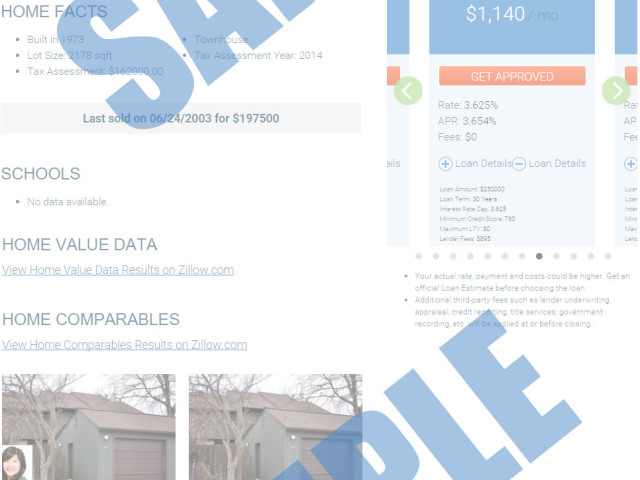 HOME FACTS
Built in 1973
Townhouse
Lot Size: 2178 sqft.
Tax Assessment Year: 2014
Tax Assessment: $162000.00
Last sold on 06/24/2003 for $197500
SCHOOLS
No data available.
HOME VALUE DATA
View Home Value Data Results on Zillow.com
HOME COMPARABLES
View Home Comparables Results on Zillow.com
$1,140 / mo
GET APPROVED
Rate: 3.625%
APR: 3.654%
Fees: $0
Loan Details Loan Details
Loan Amount: $250000
Loan Term: 30 Years
Interest Rate Cap: 3.625
Minimum Credit Score: 760
Maximum LTV: 80
Lender Fees: $895
Your actual rate, payment and costs could be higher. Get an
official Loan Estimate before choosing the loan.
Additional third-party fees such as lender underwriting,
appraisal, credit reporting, title services, government
recording, etc. will be applied at or before closing.